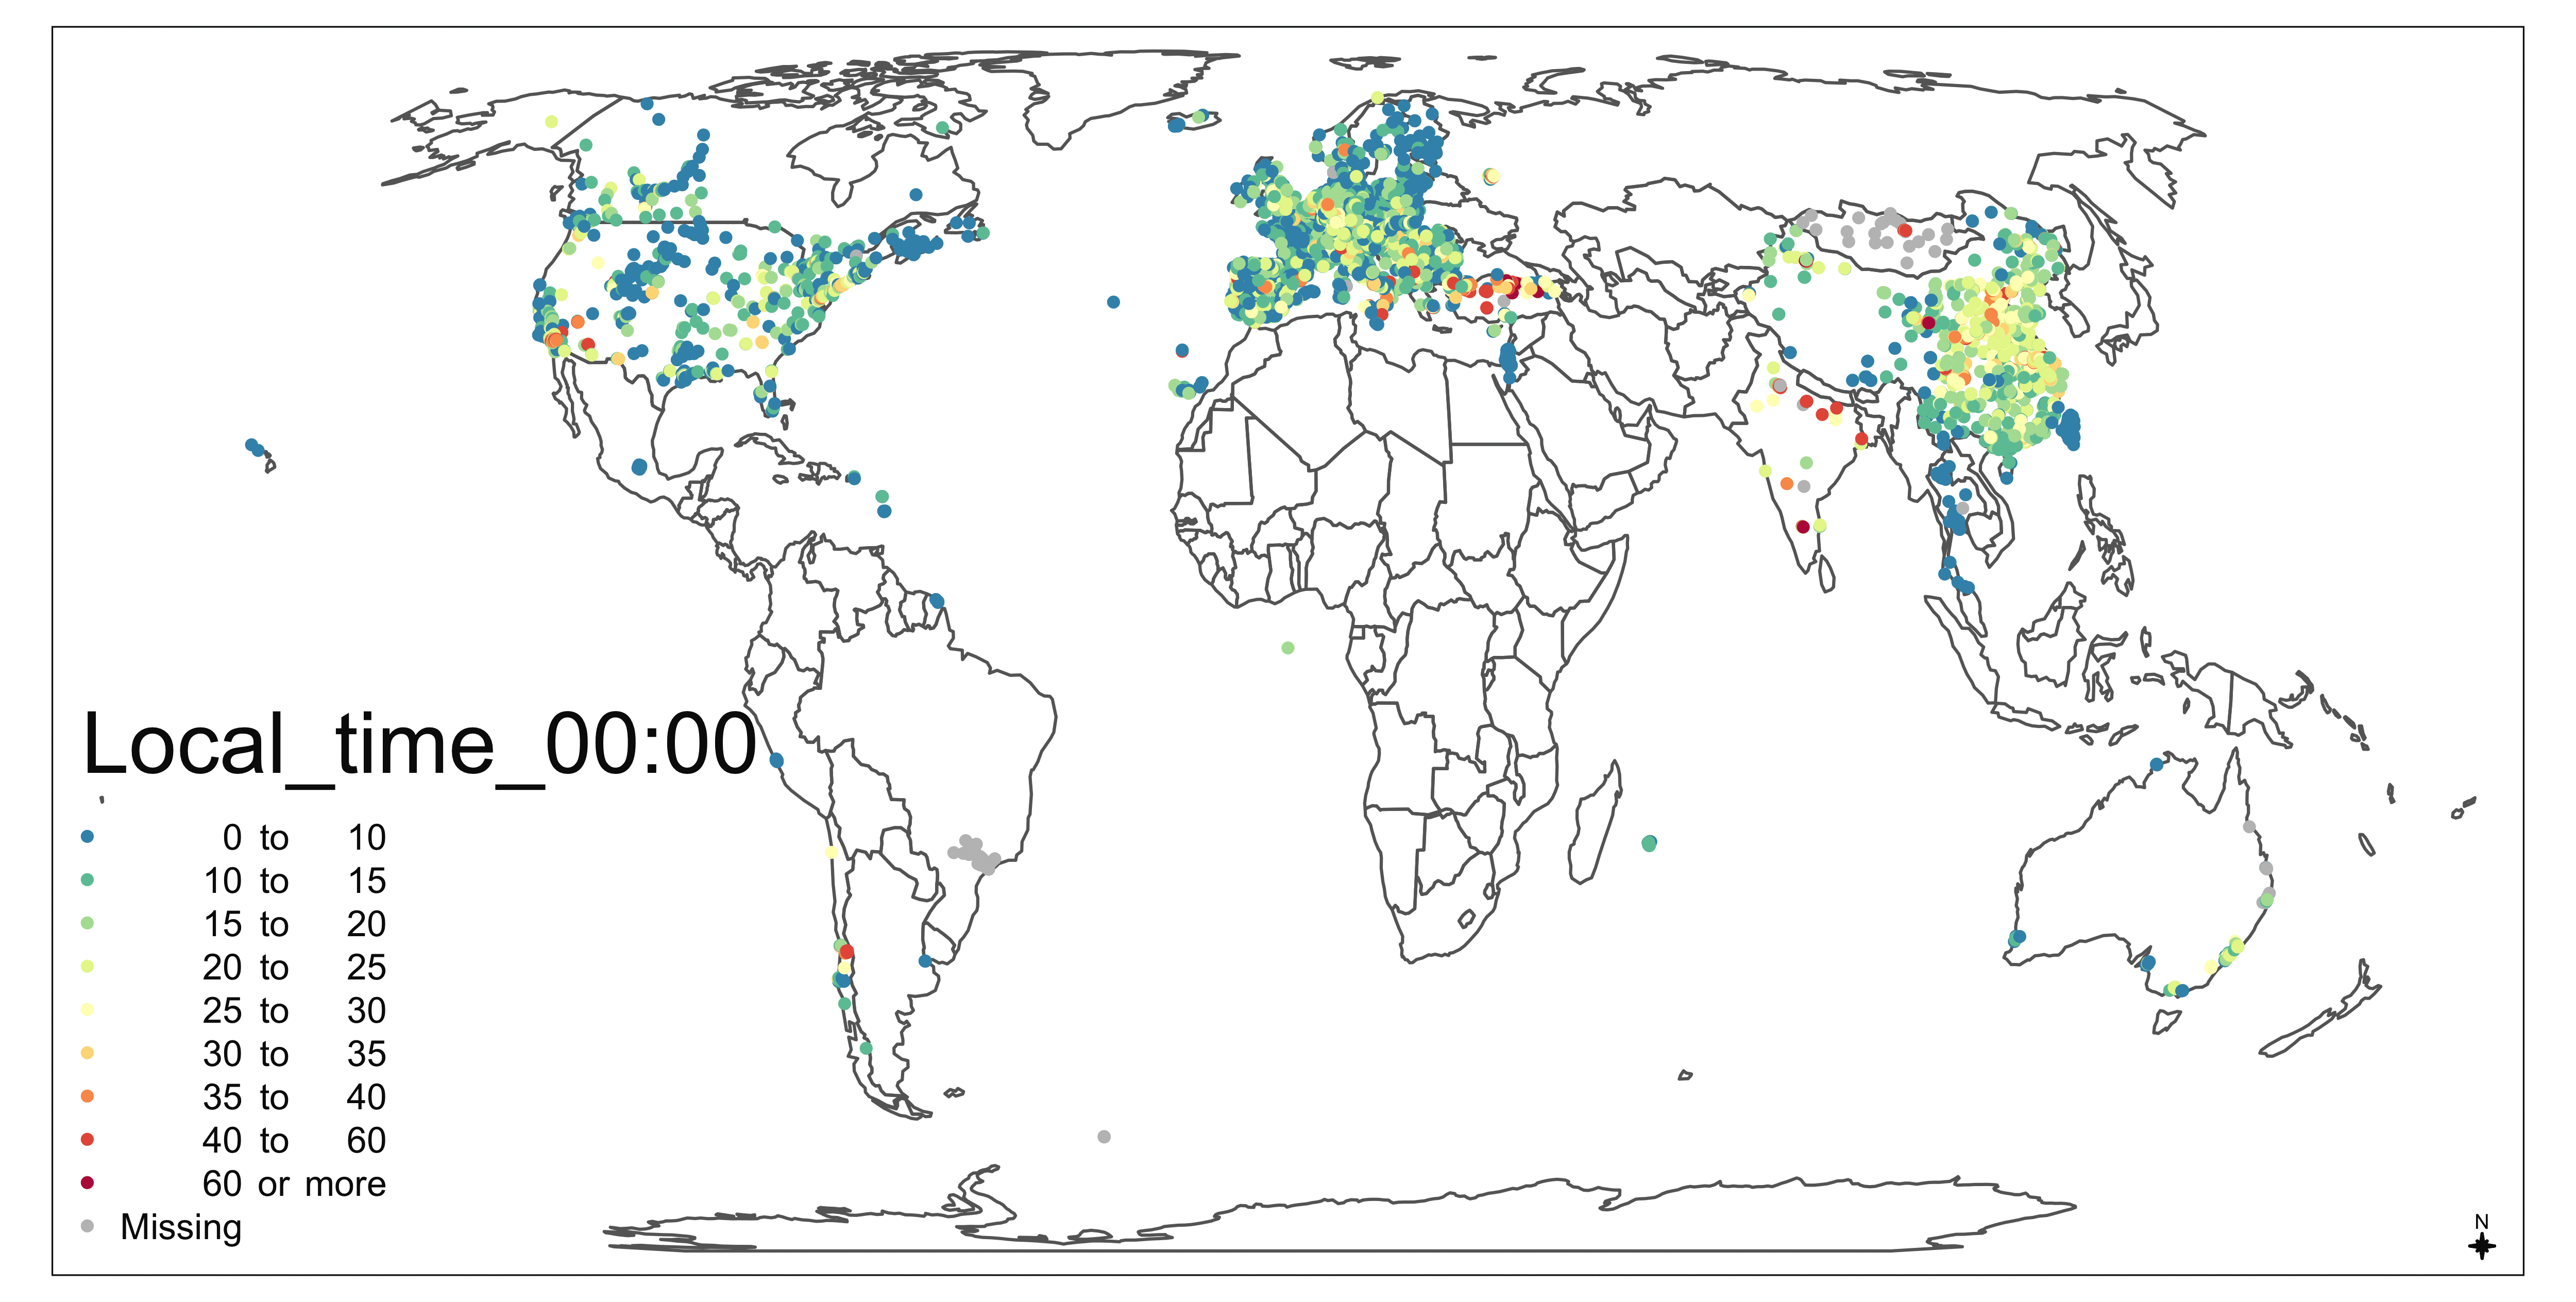 Local_time_00:00
0 to 10
10 to 15
15 to 20
20 to 25
25 to 30
30 to 35
35 to 40
40 to 60
60 or more
Missing
N